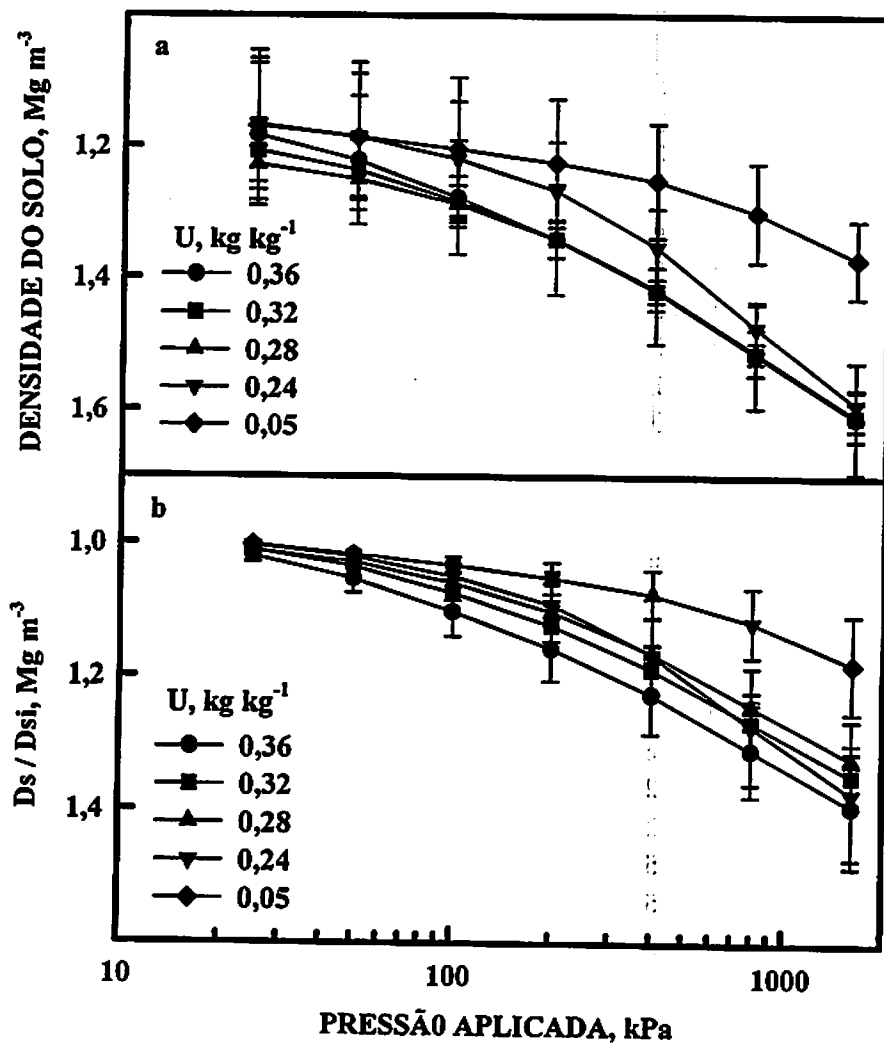 a
DENSIDADE DO SOLO, Mg m-3
1,2
1,4
1,6
U, kg kg-1
0,36
0,32
0,28
0,24
0,05
b
Ds / Dsi, Mg m-3
1,0
1,2
1,4
U, kg kg-1
0,36
0,32
0,28
0,24
0,05
10
100
1000
PRESSÃO APLICADA, kPa